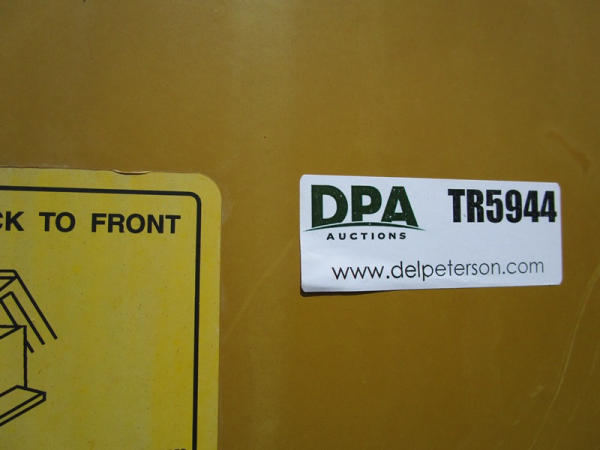 CK TO FRONT
DPA
AUCTIONS
TR5944
www.delpeterson.com